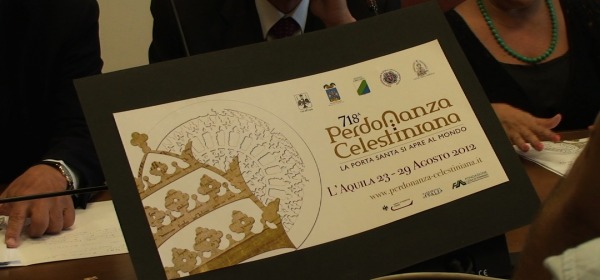 718ª
Perdonanza
Celestiniana
LA PORTA SANTA SI APRE AL MONDO
L'AQUILA 23 - 29 AGOSTO 2012
www.perdonanza-celestiniana.it